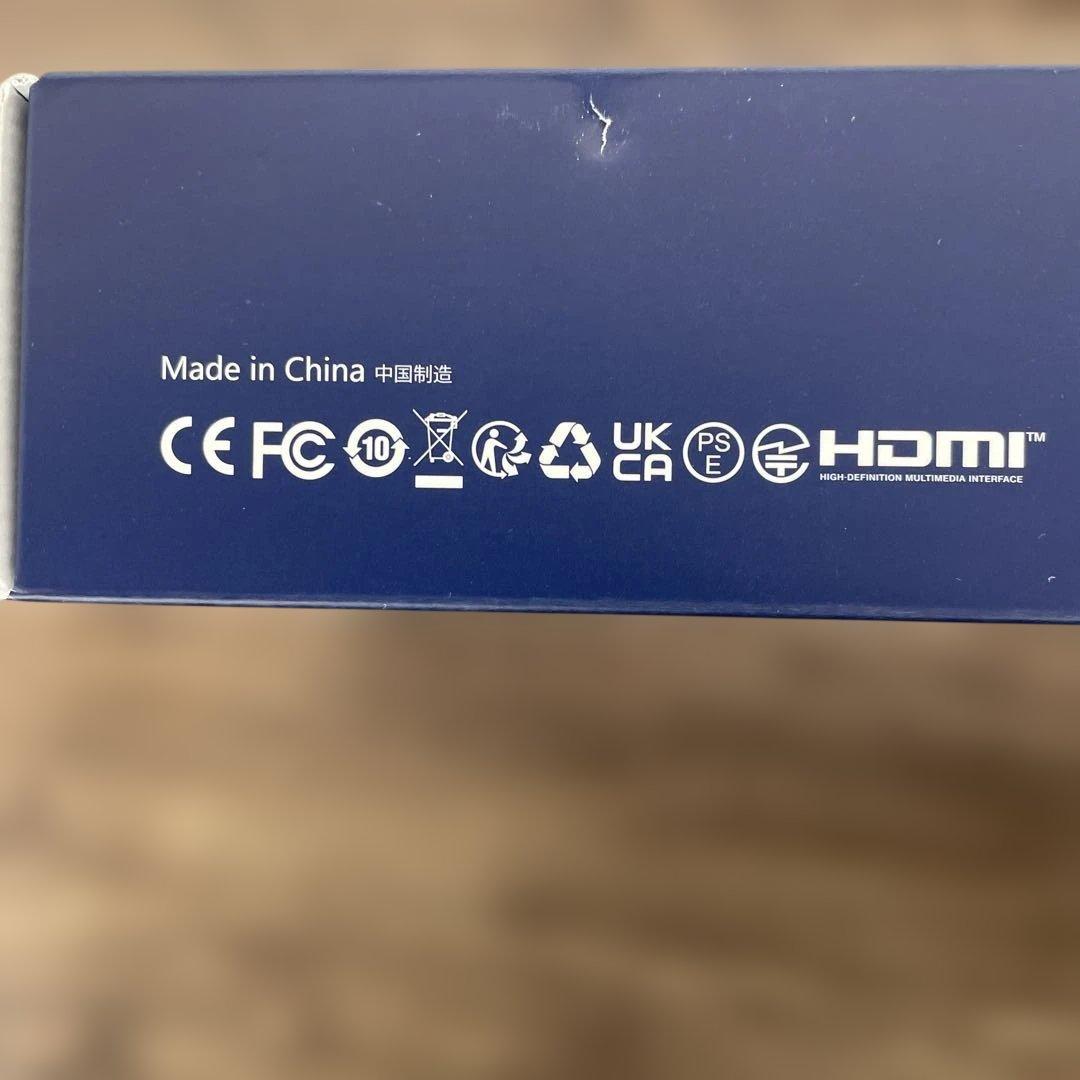 Made in China 中国制造
CE FC 10 UK CA PS E HDMI™
HIGH-DEFINITION MULTIMEDIA INTERFACE